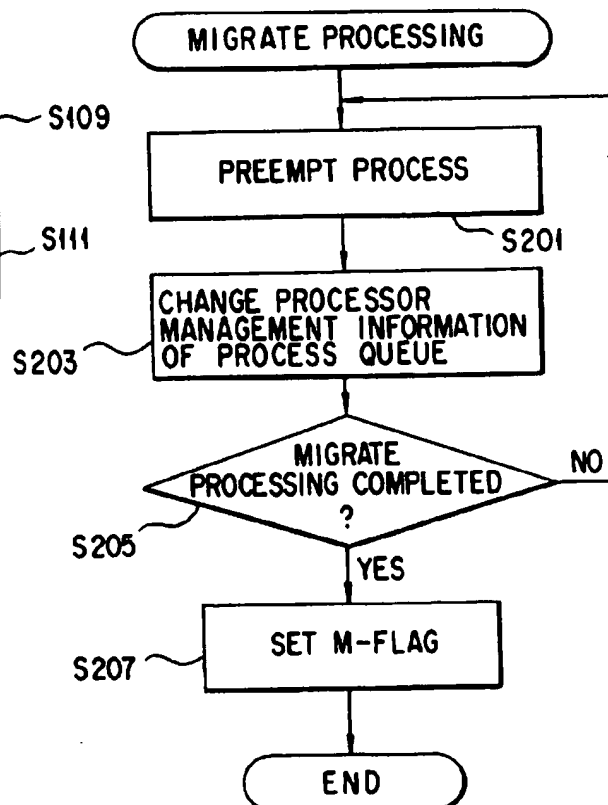 MIGRATE PROCESSING
S109
PREEMPT PROCESS
S201
S111
CHANGE PROCESSOR
MANAGEMENT INFORMATION
OF PROCESS QUEUE
S203
MIGRATE
PROCESSING COMPLETED
?
NO
S205
YES
SET M-FLAG
S207
END